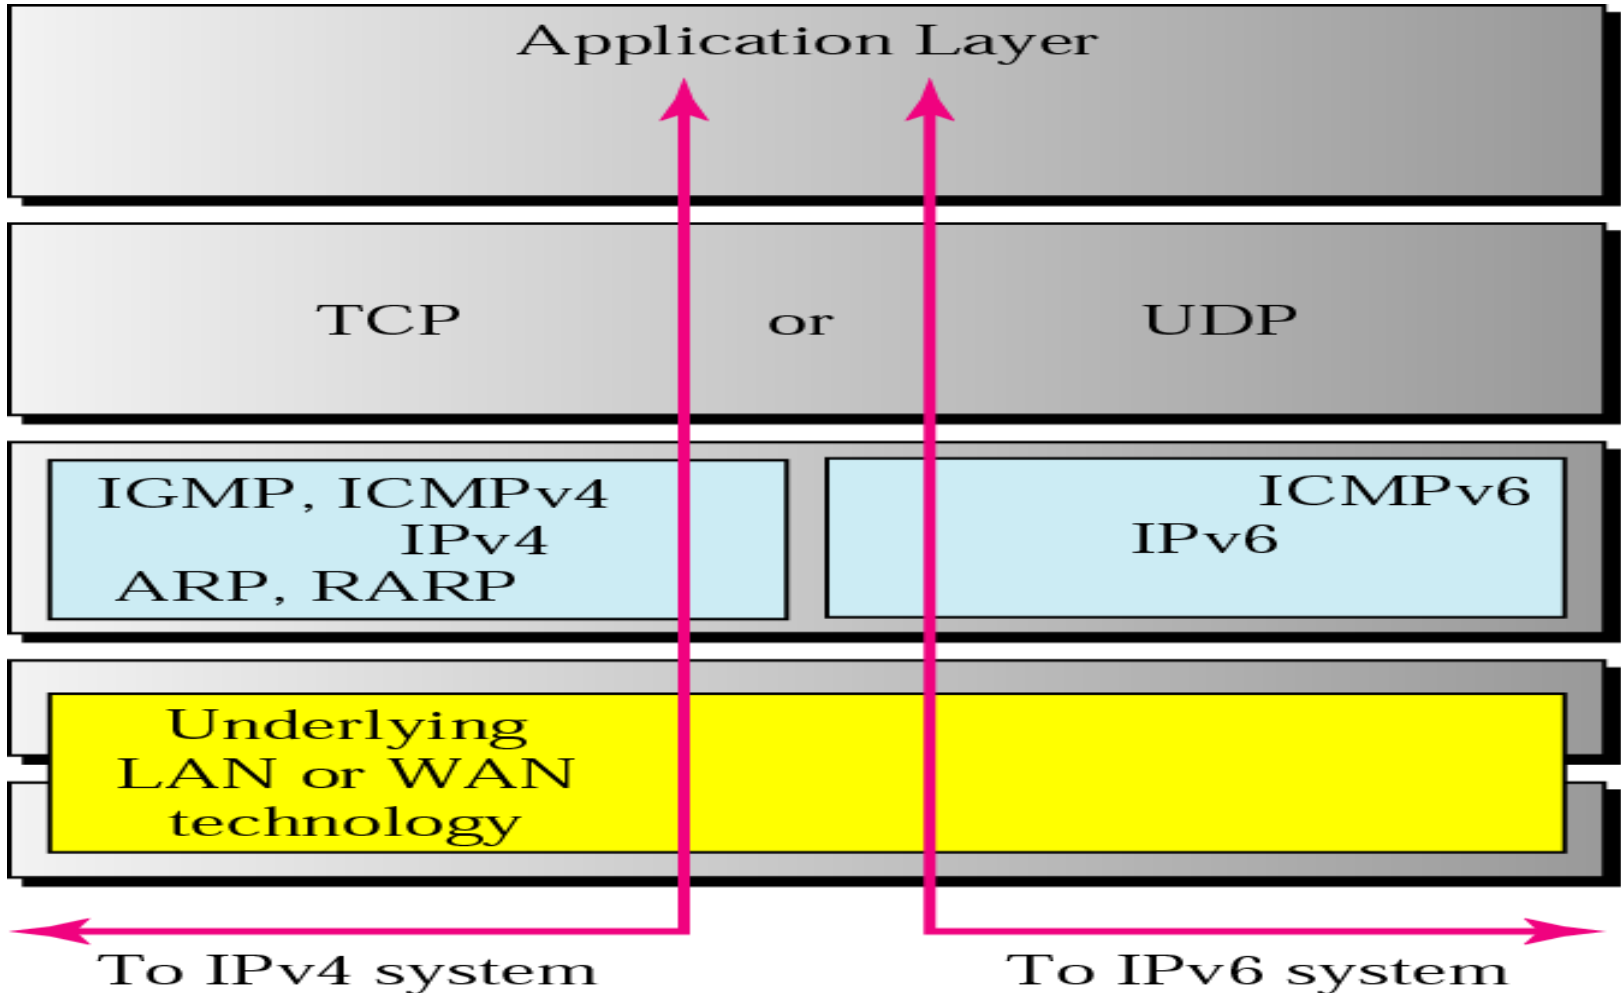 Application Layer
TCP or UDP
IGMP, ICMPv4
IPv4
ARP, RARP
ICMPv6
IPv6
Underlying
LAN or WAN
technology
To IPv4 system
To IPv6 system